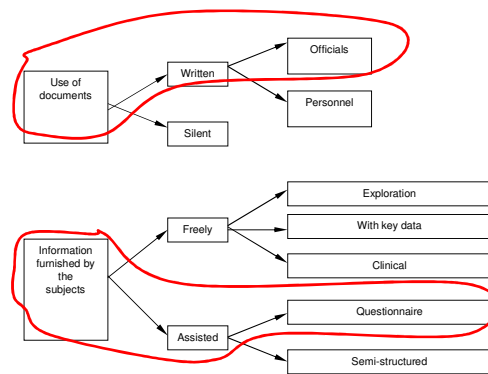 Officials
Use of
documents
Written
Personnel
Silent
Exploration
Freely
With key data
Information
furnished by
the
subjects
Clinical
Questionnaire
Assisted
Semi-structured